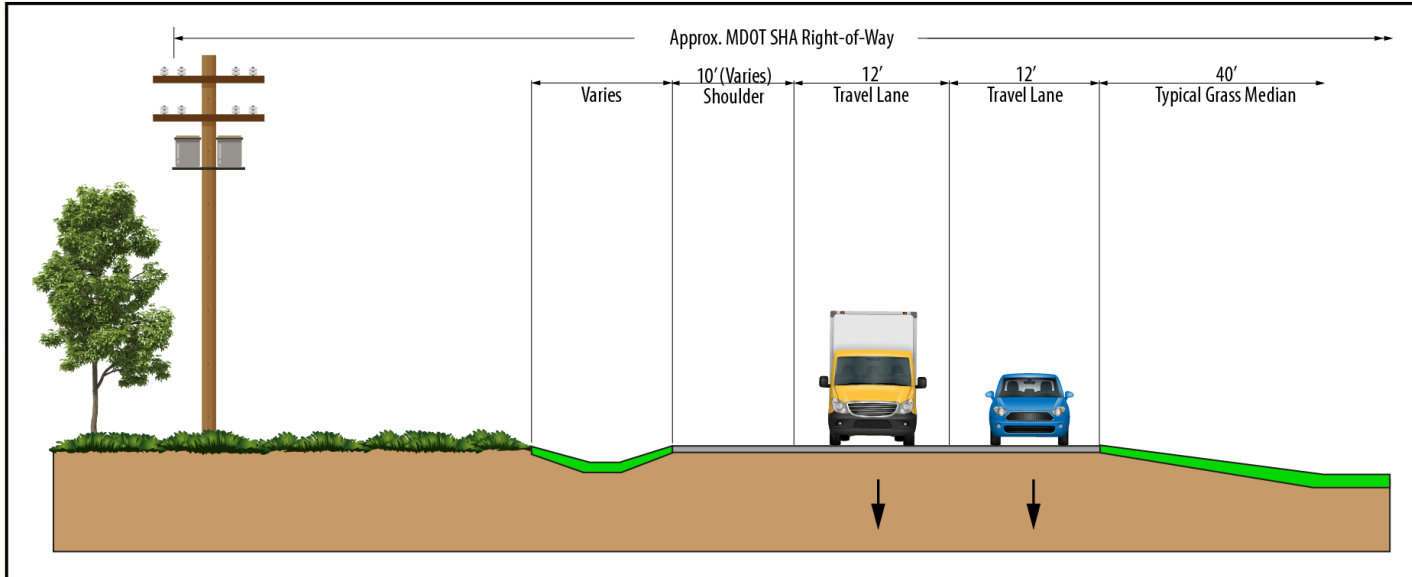 Approx. MDOT SHA Right-of-Way
Varies
10’ (Varies)
Shoulder
12’
Travel Lane
12’
Travel Lane
40’
Typical Grass Median